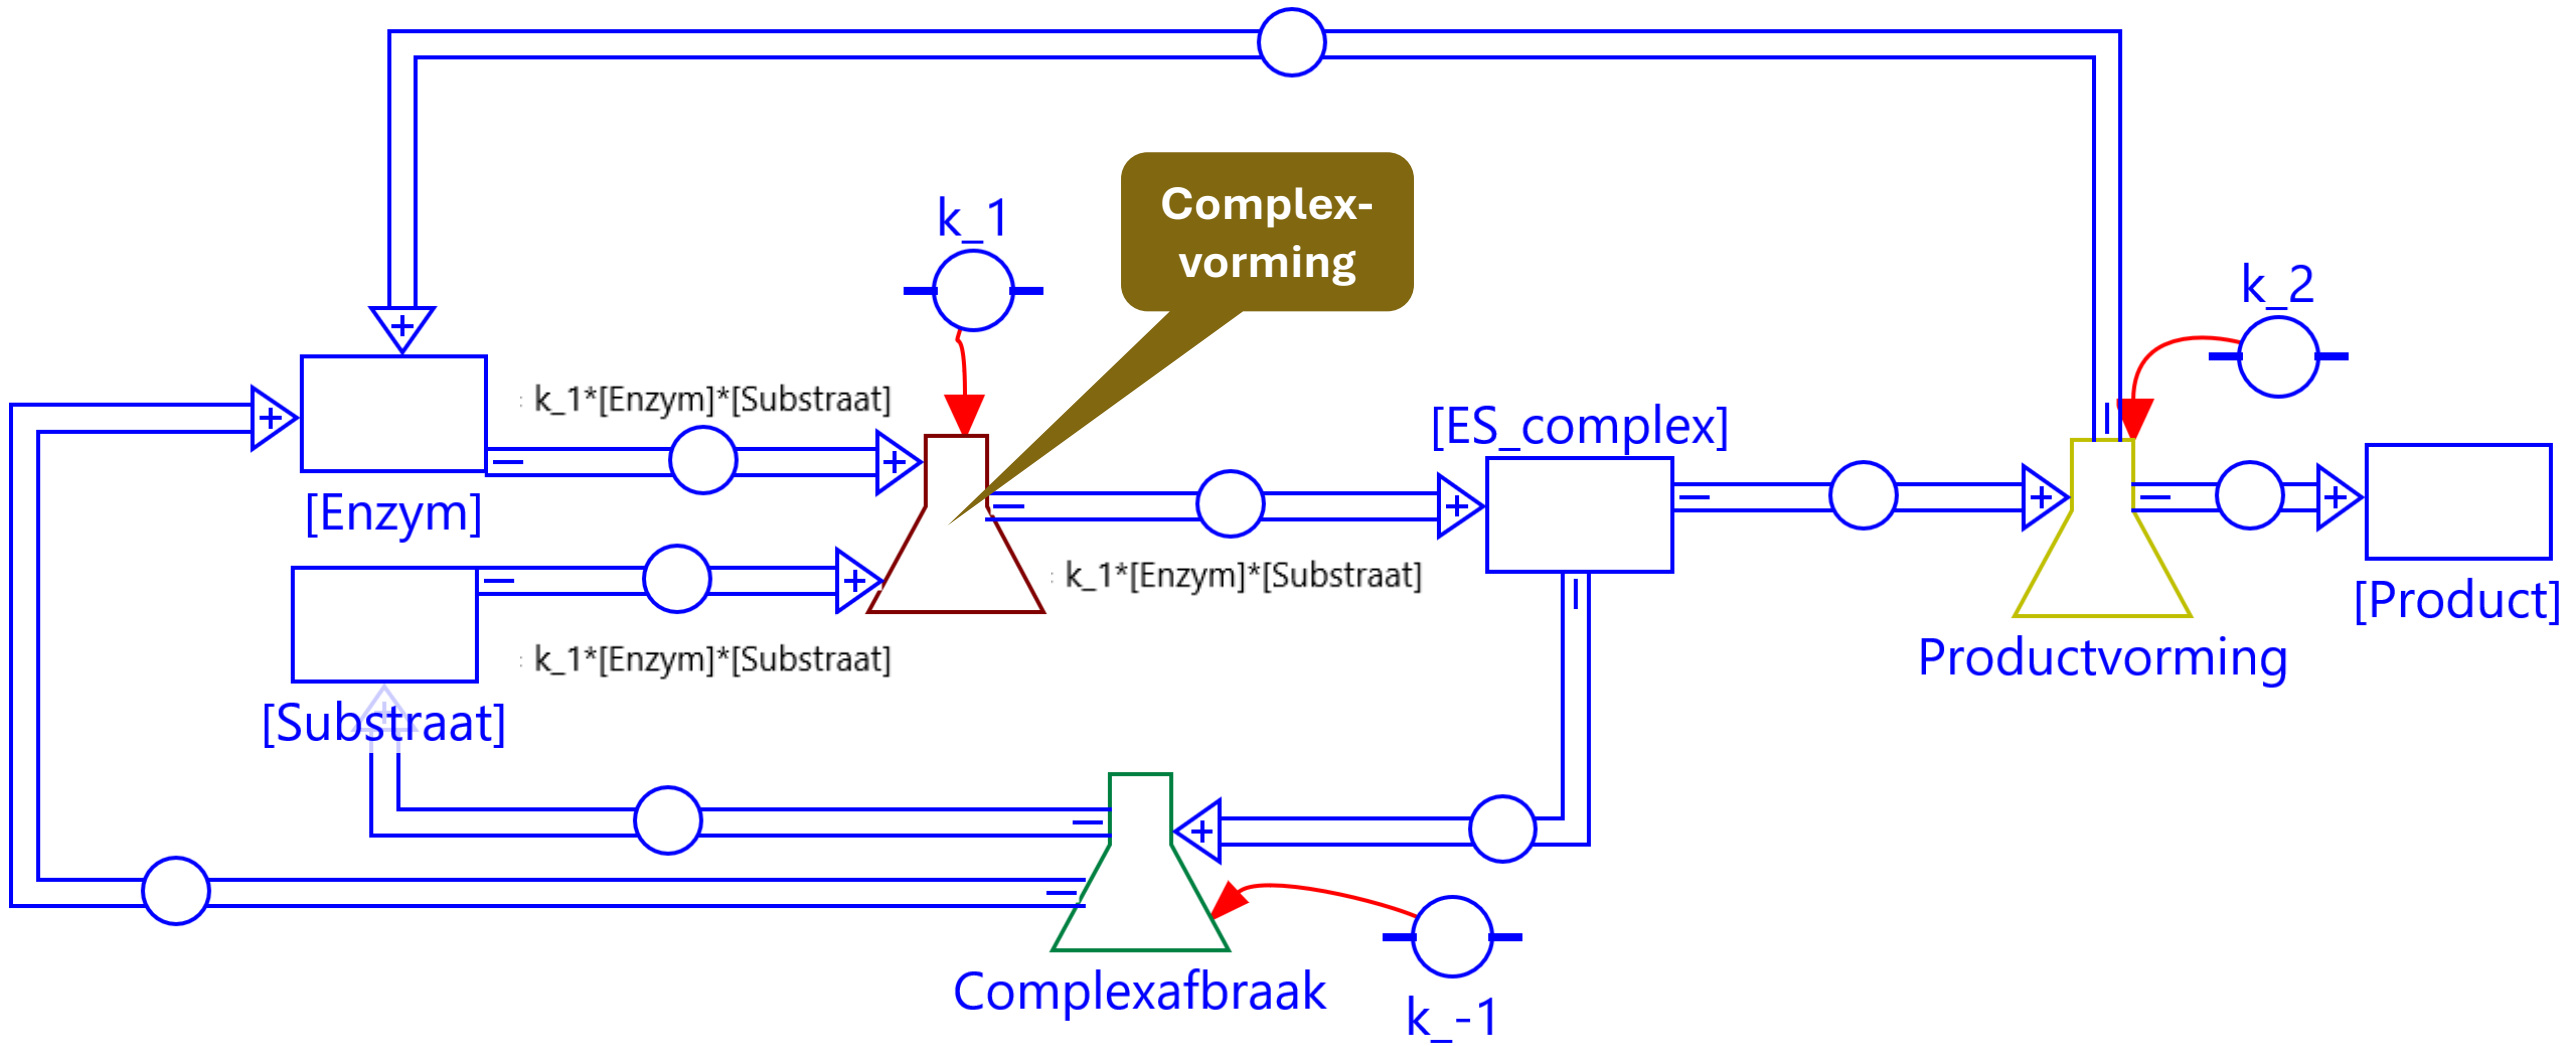 k_1
Complex-
vorming
k_2
: k_1*[Enzym]*[Substraat]
[ES_complex]
[Enzym]
: k_1*[Enzym]*[Substraat]
[Product]
: k_1*[Enzym]*[Substraat]
Productvorming
[Substraat]
Complexafbraak
k_-1